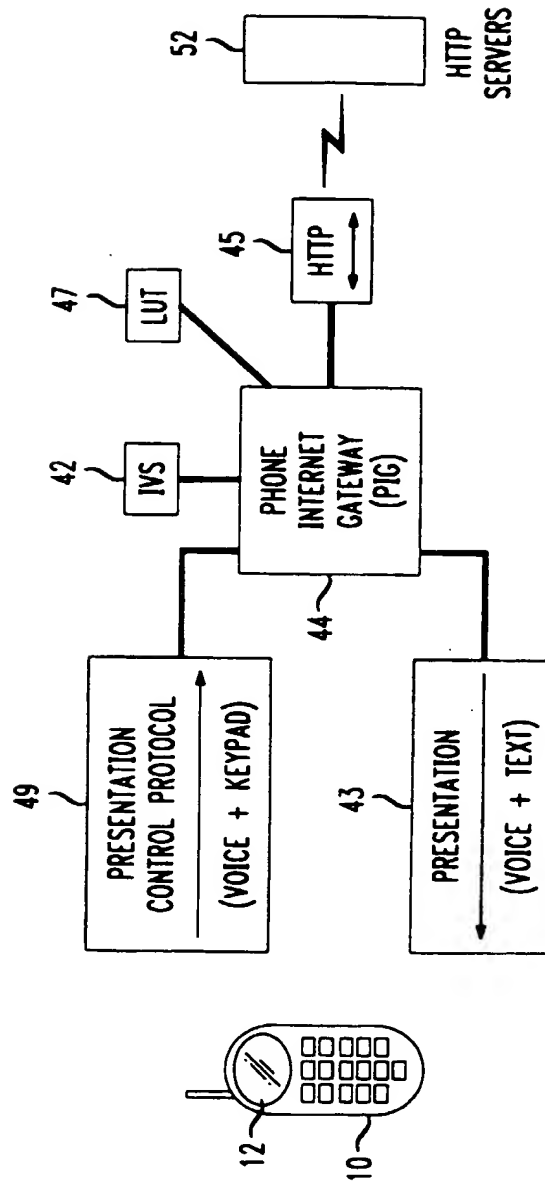 12
10
49
PRESENTATION
CONTROL PROTOCOL
(VOICE + KEYPAD)
43
PRESENTATION
(VOICE + TEXT)
42
IVS
47
LUT
PHONE
INTERNET
GATEWAY
(PIG)
44
45
HTTP
52
HTTP
SERVERS